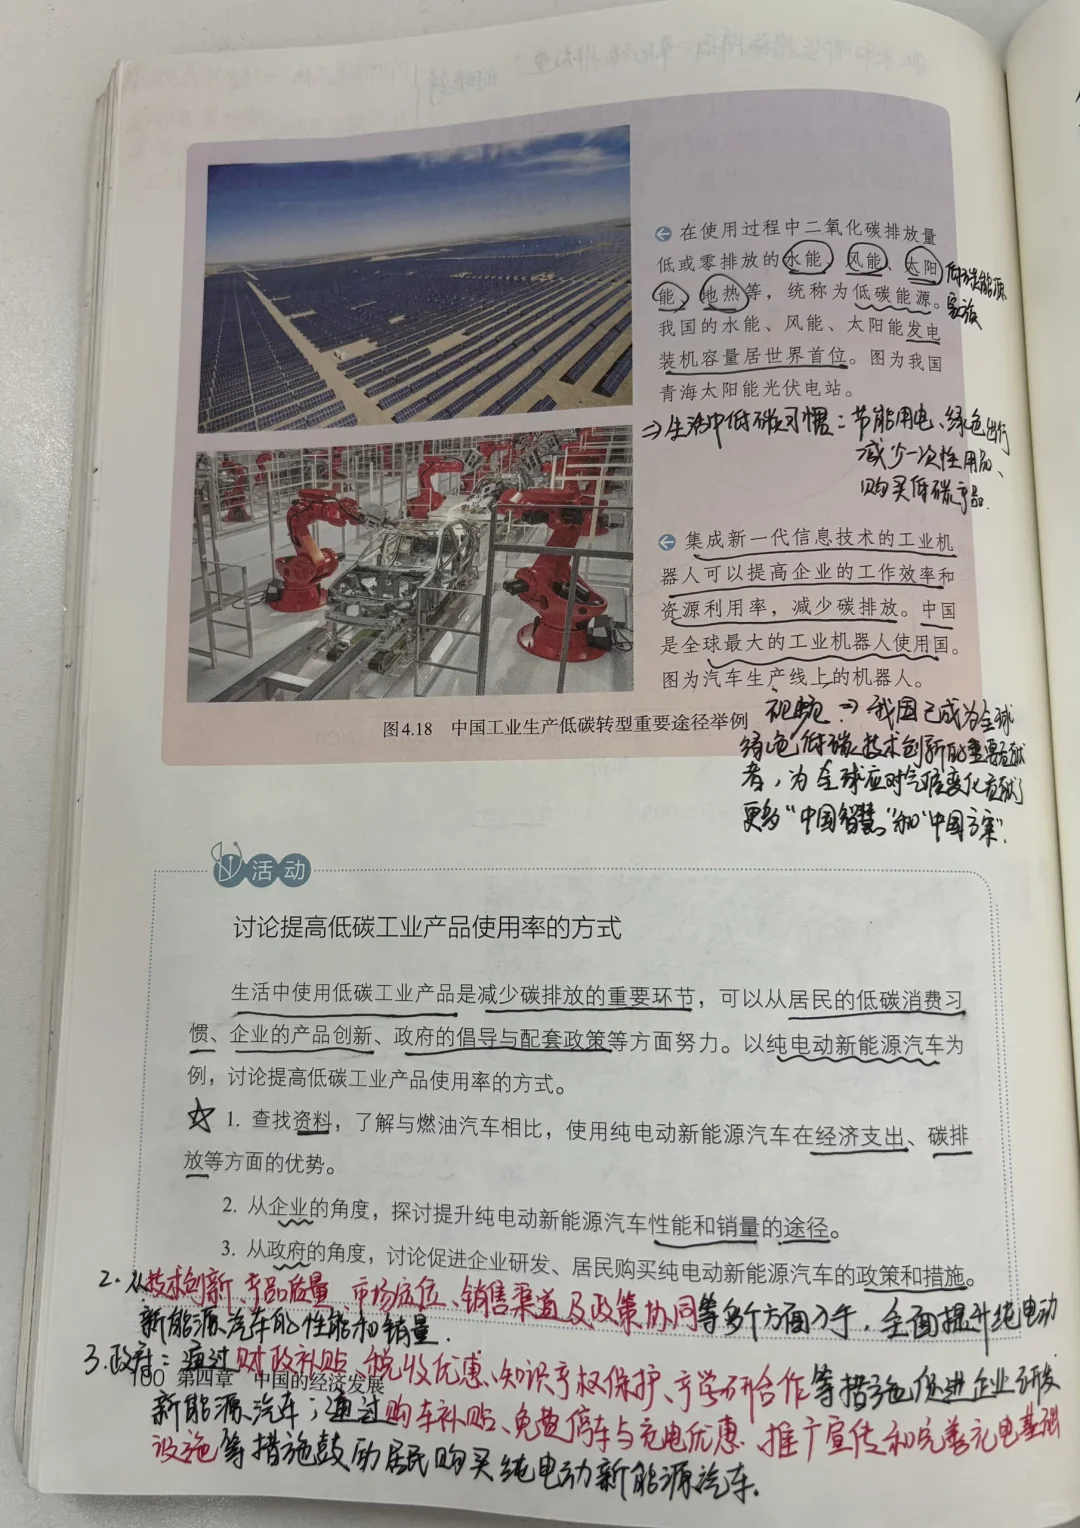 在使用过程中二氧化碳排放量
低或零排放的水能、风能、太阳
能、地热等，统称为低碳能源。
我国的水能、风能、太阳能发电
装机容量居世界首位。图为我国
青海太阳能光伏电站。
低碳能源
家族
⇒生活中低碳习惯：节能用电、绿色出行
减少一次性用品、
购买低碳产品.
集成新一代信息技术的工业机
器人可以提高企业的工作效率和
资源利用率，减少碳排放。中国
是全球最大的工业机器人使用国。
图为汽车生产线上的机器人。
图4.18 中国工业生产低碳转型重要途径举例
视频⇒我国已成为全球
绿色低碳技术创新的重要贡献
者，为全球应对气候变化贡献了
更多“中国智慧”和“中国方案”.
活动
讨论提高低碳工业产品使用率的方式
生活中使用低碳工业产品是减少碳排放的重要环节，可以从居民的低碳消费习
惯、企业的产品创新、政府的倡导与配套政策等方面努力。以纯电动新能源汽车为
例，讨论提高低碳工业产品使用率的方式。
☆ 1. 查找资料，了解与燃油汽车相比，使用纯电动新能源汽车在经济支出、碳排
放等方面的优势。
2. 从企业的角度，探讨提升纯电动新能源汽车性能和销量的途径。
3. 从政府的角度，讨论促进企业研发、居民购买纯电动新能源汽车的政策和措施。
2. 从技术创新、产品质量、市场定位、销售渠道及政策协同等多个方面入手，全面提升纯电动
新能源汽车的性能和销量.
3.政府：通过财政补贴、税收优惠、知识产权保护、产学研合作等措施促进企业研发
180 第四章 中国的经济发展
新能源汽车；通过购车补贴、免费停车与充电优惠、推广宣传和完善充电基础
设施等措施鼓励居民购买纯电动新能源汽车.